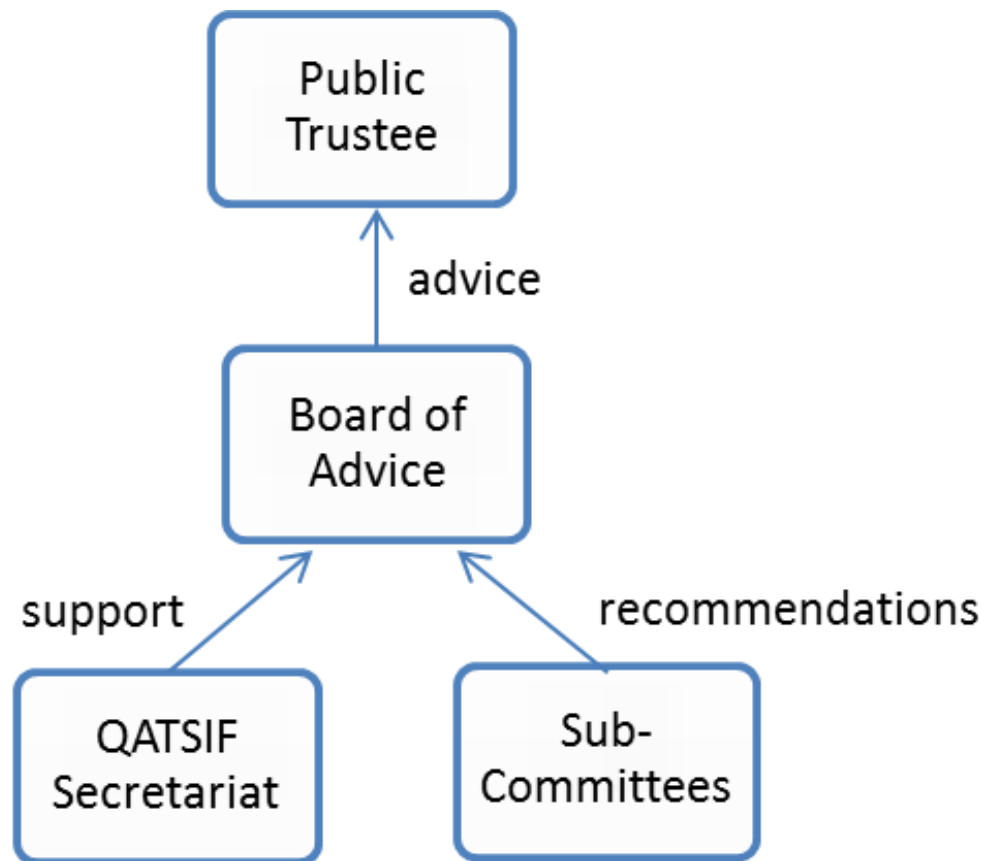 Public
Trustee
advice
Board of
Advice
support
recommendations
QATSIF
Secretariat
Sub-
Committees